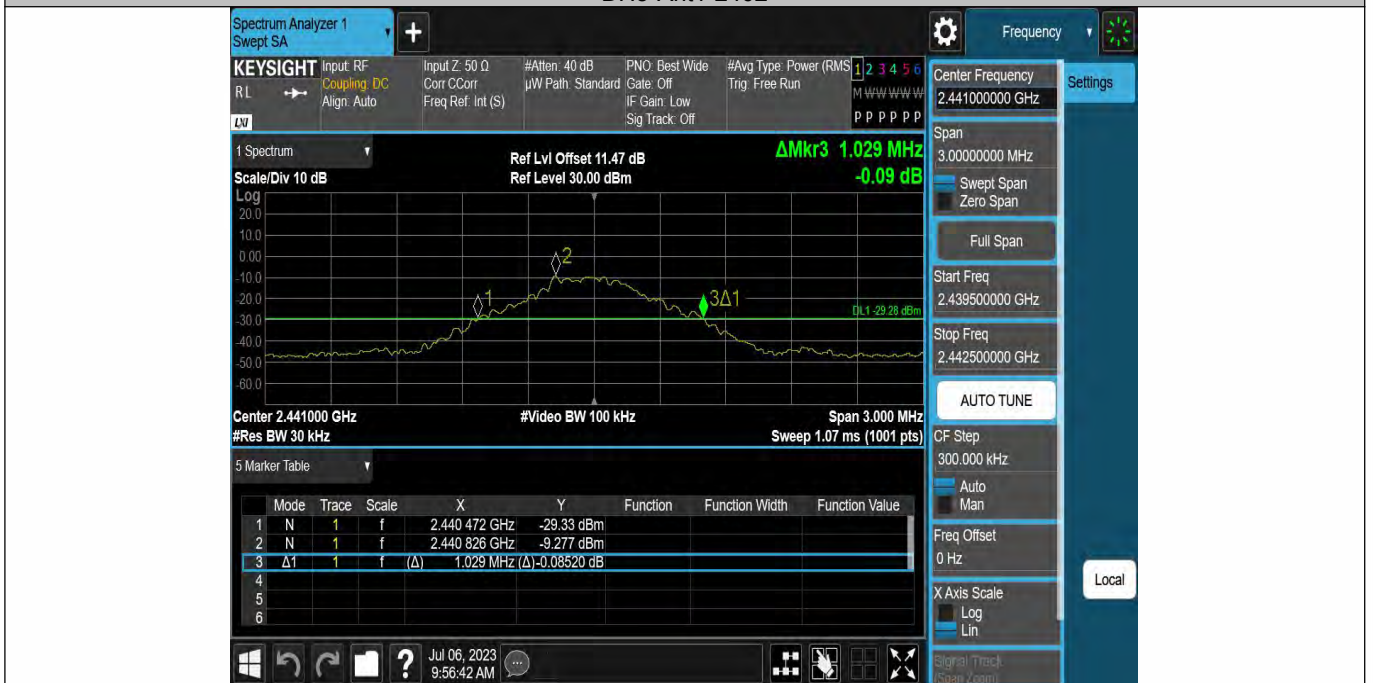 Spectrum Analyzer 1
Swept SA
+
Frequency
KEYSIGHT
RL
LXI
Input: RF
Coupling: DC
Align: Auto
Input Z: 50 Ω
Corr CCorr
Freq Ref: Int (S)
#Atten: 40 dB
µW Path: Standard
PNO: Best Wide
Gate: Off
IF Gain: Low
Sig Track: Off
#Avg Type: Power (RMS
Trig: Free Run
1 2 3 4 5 6
M W W W W W
P P P P P P
1 Spectrum
Scale/Div 10 dB
Ref Lvl Offset 11.47 dB
Ref Level 30.00 dBm
ΔMkr3 1.029 MHz
-0.09 dB
Log
20.0
10.0
0.00
-10.0
-20.0
-30.0
-40.0
-50.0
-60.0
1
2
3Δ1
DL1 -29.28 dBm
Center 2.441000 GHz
#Video BW 100 kHz
Span 3.000 MHz
#Res BW 30 kHz
Sweep 1.07 ms (1001 pts)
5 Marker Table
Mode Trace Scale X Y Function Function Width Function Value
1 N 1 f 2.440 472 GHz -29.33 dBm
2 N 1 f 2.440 826 GHz -9.277 dBm
3 Δ1 1 f (Δ) 1.029 MHz (Δ)-0.08520 dB
4
5
6
?
Jul 06, 2023
9:56:42 AM
Center Frequency
2.441000000 GHz
Settings
Span
3.00000000 MHz
Swept Span
Zero Span
Full Span
Start Freq
2.439500000 GHz
Stop Freq
2.442500000 GHz
AUTO TUNE
CF Step
300.000 kHz
Auto
Man
Freq Offset
0 Hz
X Axis Scale
Log
Lin
Local
Signal Track
(Span Zoom)